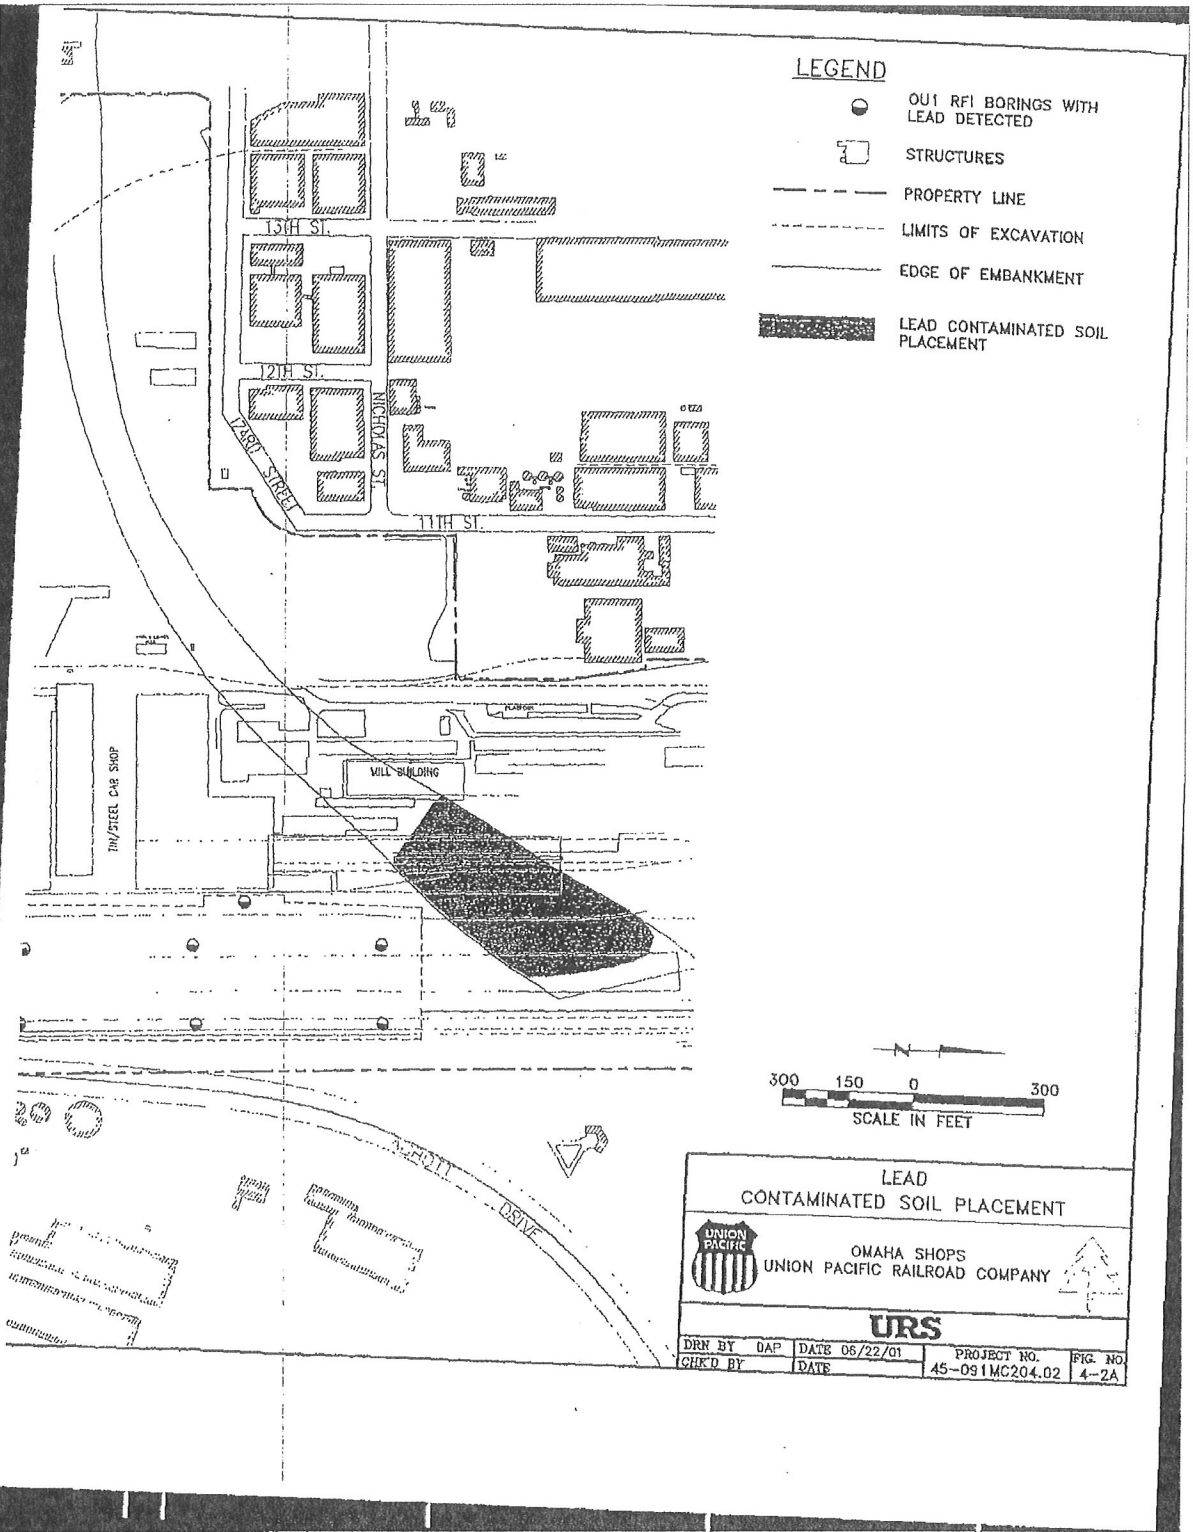 LEGEND
OU1 RFI BORINGS WITH
LEAD DETECTED
STRUCTURES
PROPERTY LINE
LIMITS OF EXCAVATION
EDGE OF EMBANKMENT
LEAD CONTAMINATED SOIL
PLACEMENT
13TH ST.
12TH ST.
NICHOLAS ST.
STREET
11TH ST.
PLATFORM
MILL BUILDING
TIN/STEEL CAR SHOP
DRIVE
N
300 150 0 300
SCALE IN FEET
LEAD
CONTAMINATED SOIL PLACEMENT
UNION
PACIFIC
OMAHA SHOPS
UNION PACIFIC RAILROAD COMPANY
URS
DRN BY DAP DATE 06/22/01 PROJECT NO. FIG. NO.
CHK'D BY DATE 45-091MC204.02 4-2A